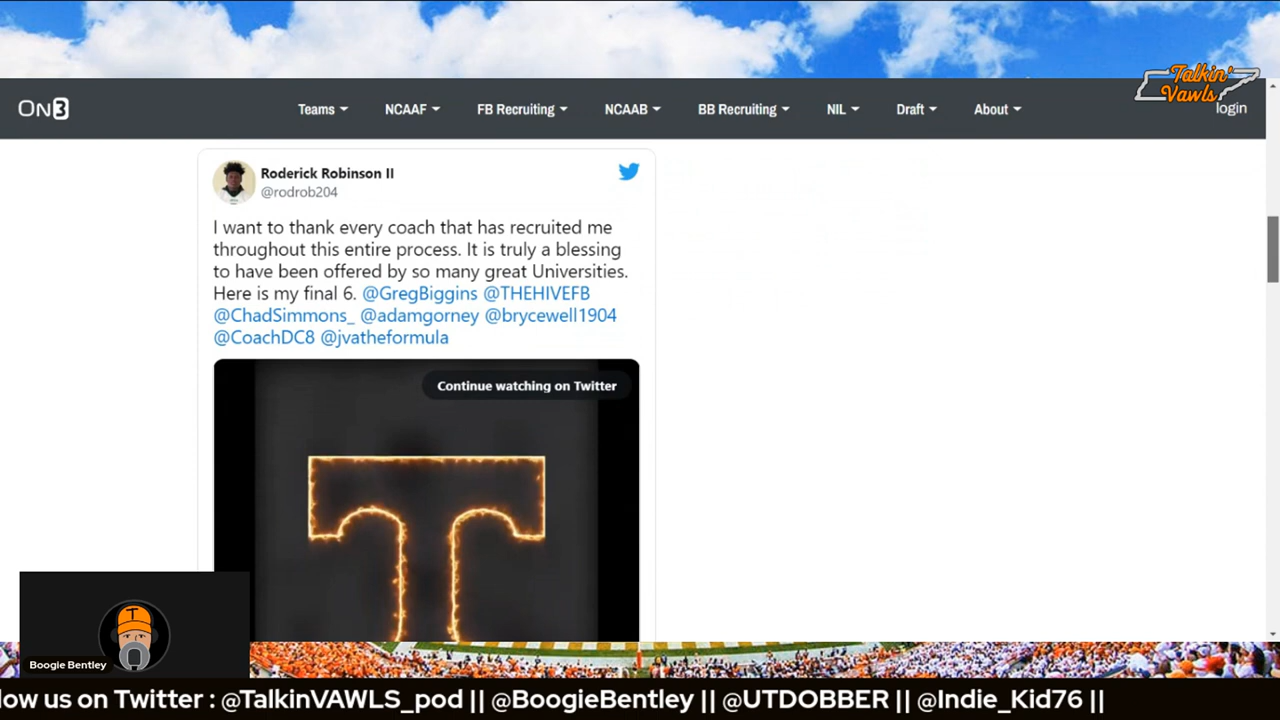 Talkin'
Vawls
ON3
Teams
NCAAF
FB Recruiting
NCAAB
BB Recruiting
NIL
Draft
About
login
Roderick Robinson II
@rodrob204
I want to thank every coach that has recruited me
throughout this entire process. It is truly a blessing
to have been offered by so many great Universities.
Here is my final 6. @GregBiggins @THEHIVEFB
@ChadSimmons_ @adamgorney @brycewell1904
@CoachDC8 @jvatheformula
Continue watching on Twitter
T
T
Boogie Bentley
low us on Twitter : @TalkinVAWLS_pod || @BoogieBentley || @UTDOBBER || @Indie_Kid76 ||